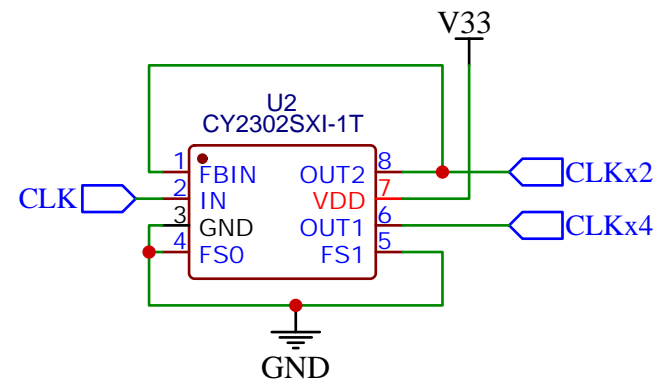 V33
U2
CY2302SXI-1T
1 FBIN OUT2 8 CLKx2
CLK 2 IN VDD 7
3 GND OUT1 6 CLKx4
4 FS0 FS1 5
GND